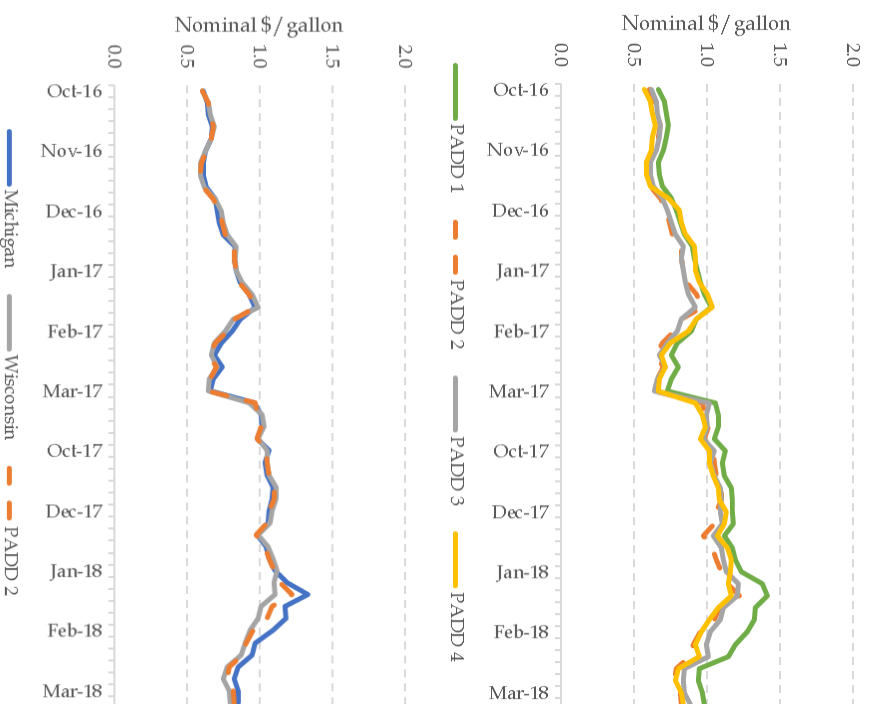 Nominal $/gallon
0.0
0.5
1.0
1.5
2.0
Oct-16
Nov-16
Dec-16
Jan-17
Feb-17
Mar-17
Oct-17
Dec-17
Jan-18
Feb-18
Mar-18
Michigan
Wisconsin
PADD 2
Nominal $/gallon
0.0
0.5
1.0
1.5
2.0
Oct-16
Nov-16
Dec-16
Jan-17
Feb-17
Mar-17
Oct-17
Dec-17
Jan-18
Feb-18
Mar-18
PADD 1
PADD 2
PADD 3
PADD 4